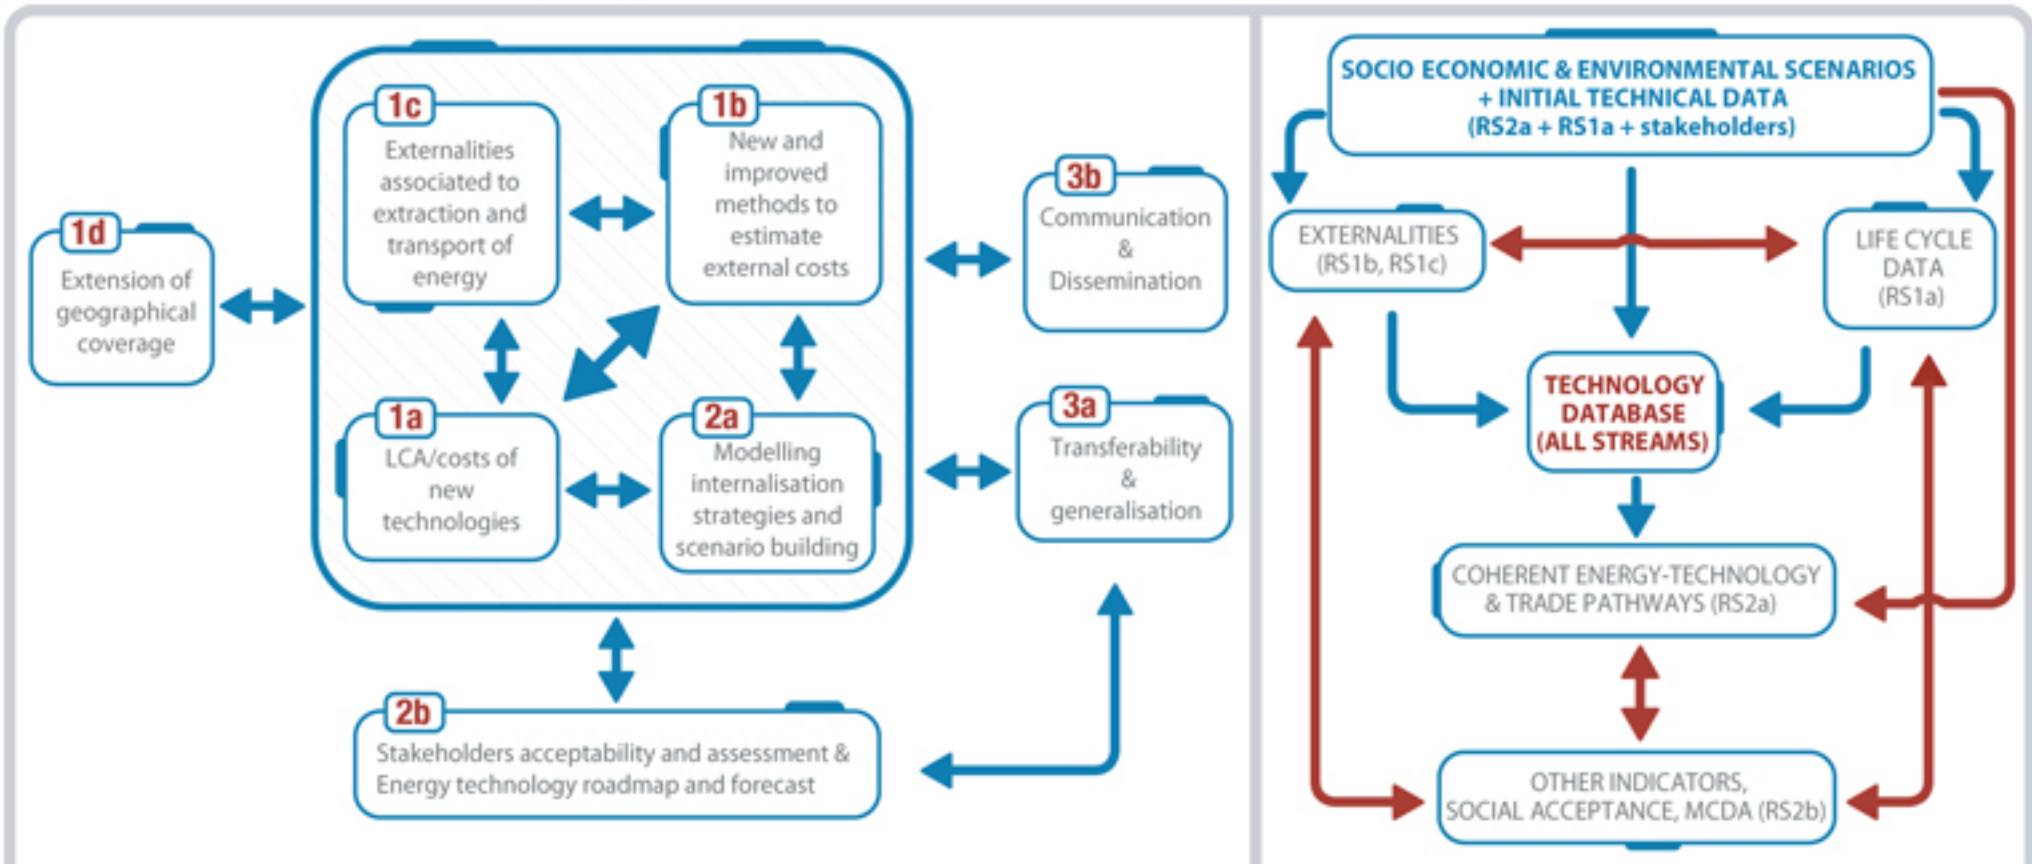 1c
Externalities
associated to
extraction and
transport of
energy
1b
New and
improved
methods to
estimate
external costs
1d
Extension of
geographical
coverage
1a
LCA/costs of
new
technologies
2a
Modelling
internalisation
strategies and
scenario building
3b
Communication
&
Dissemination
3a
Transferability
&
generalisation
2b
Stakeholders acceptability and assessment &
Energy technology roadmap and forecast
SOCIO ECONOMIC & ENVIRONMENTAL SCENARIOS
+ INITIAL TECHNICAL DATA
(RS2a + RS1a + stakeholders)
EXTERNALITIES
(RS1b, RS1c)
LIFE CYCLE
DATA
(RS1a)
TECHNOLOGY
DATABASE
(ALL STREAMS)
COHERENT ENERGY-TECHNOLOGY
& TRADE PATHWAYS (RS2a)
OTHER INDICATORS,
SOCIAL ACCEPTANCE, MCDA (RS2b)